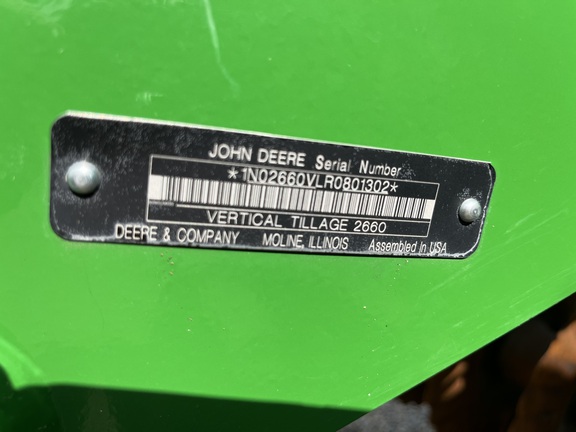 JOHN DEERE Serial Number
*1N02660VLR0801302*
VERTICAL TILLAGE 2660
DEERE & COMPANY MOLINE, ILLINOIS Assembled In USA